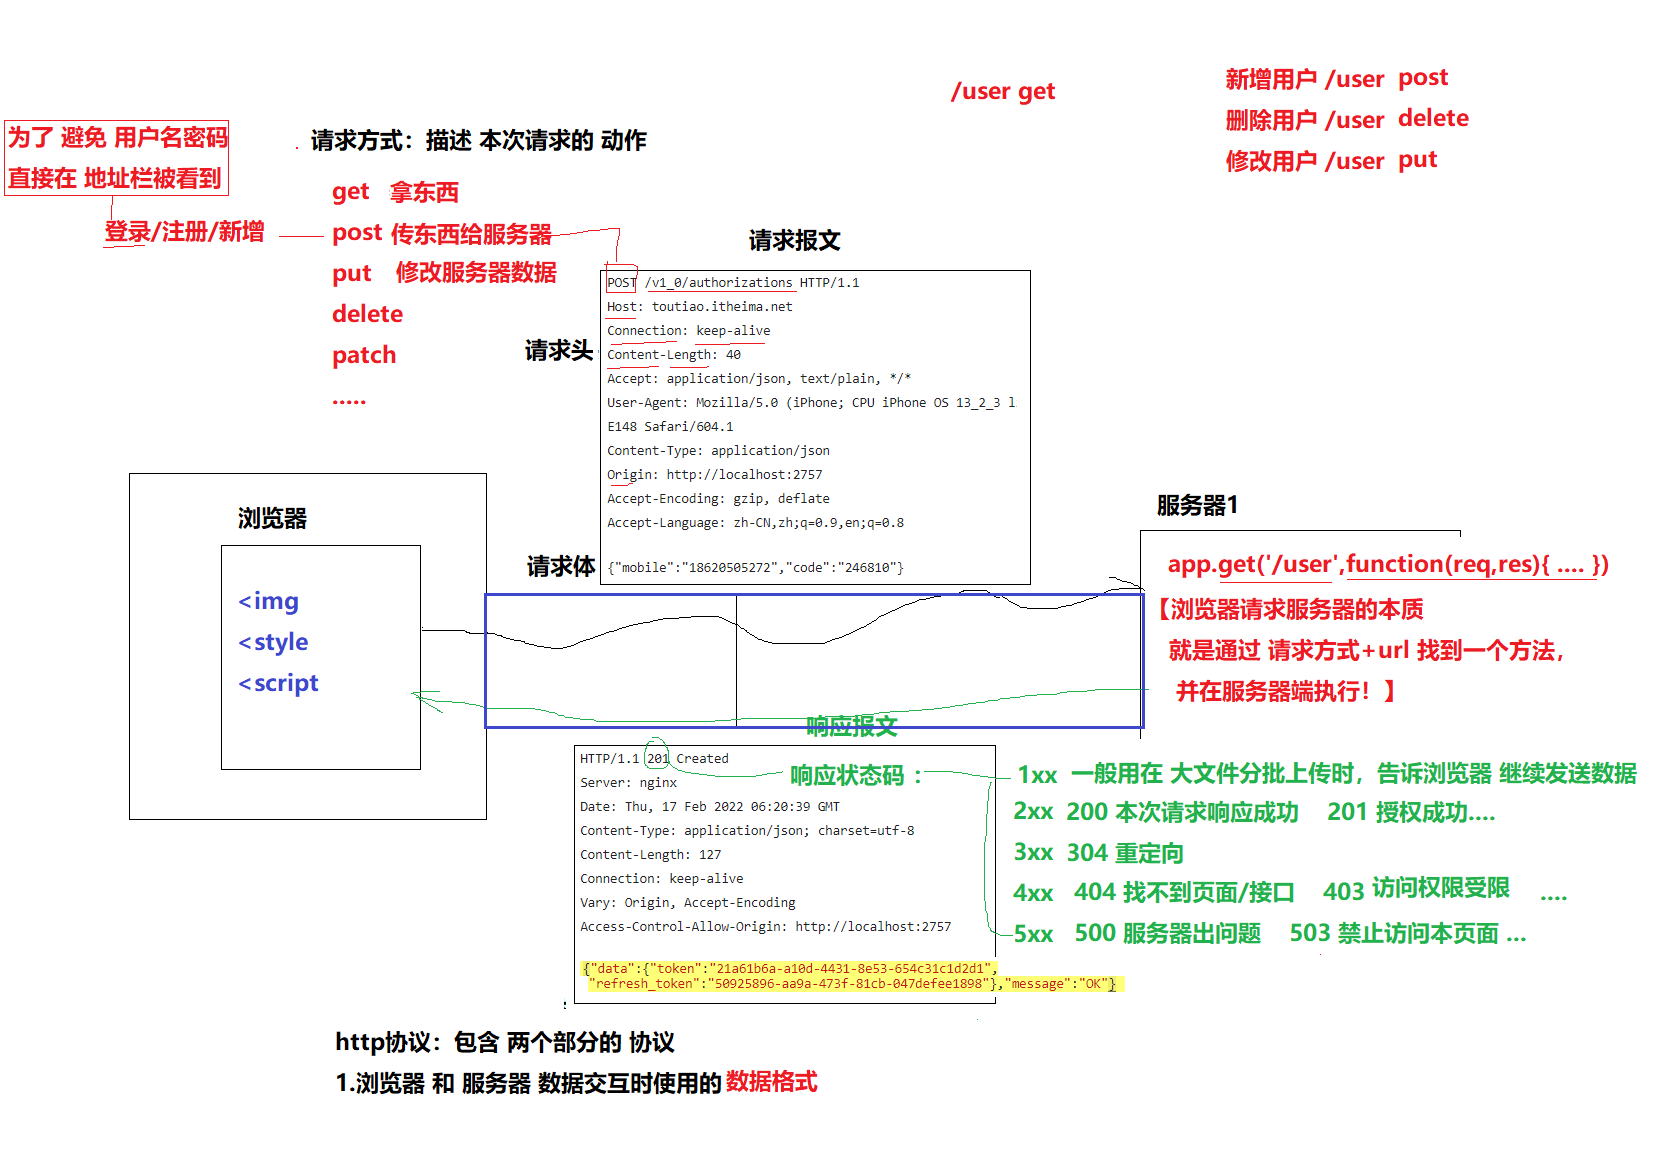 /user get
新增用户 /user post
删除用户 /user delete
修改用户 /user put
为了 避免 用户名密码
直接在 地址栏被看到
登录/注册/新增
请求方式：描述 本次请求的 动作
get 拿东西
post 传东西给服务器
put 修改服务器数据
delete
patch
.....
请求报文
请求头
POST /v1_0/authorizations HTTP/1.1
Host: toutiao.itheima.net
Connection: keep-alive
Content-Length: 40
Accept: application/json, text/plain, */*
User-Agent: Mozilla/5.0 (iPhone; CPU iPhone OS 13_2_3 l
E148 Safari/604.1
Content-Type: application/json
Origin: http://localhost:2757
Accept-Encoding: gzip, deflate
Accept-Language: zh-CN,zh;q=0.9,en;q=0.8
请求体
{"mobile":"18620505272","code":"246810"}
浏览器
<img
<style
<script
服务器1
app.get('/user',function(req,res){ .... })
【浏览器请求服务器的本质
就是通过 请求方式+url 找到一个方法，
并在服务器端执行！】
响应报文
HTTP/1.1 201 Created
Server: nginx
Date: Thu, 17 Feb 2022 06:20:39 GMT
Content-Type: application/json; charset=utf-8
Content-Length: 127
Connection: keep-alive
Vary: Origin, Accept-Encoding
Access-Control-Allow-Origin: http://localhost:2757
{"data":{"token":"21a61b6a-a10d-4431-8e53-654c31c1d2d1",
"refresh_token":"50925896-aa9a-473f-81cb-047defee1898"},"message":"OK"}
响应状态码 ：
1xx 一般用在 大文件分批上传时，告诉浏览器 继续发送数据
2xx 200 本次请求响应成功 201 授权成功....
3xx 304 重定向
4xx 404 找不到页面/接口 403 访问权限受限 ....
5xx 500 服务器出问题 503 禁止访问本页面 ...
http协议：包含 两个部分的 协议
1.浏览器 和 服务器 数据交互时使用的 数据格式